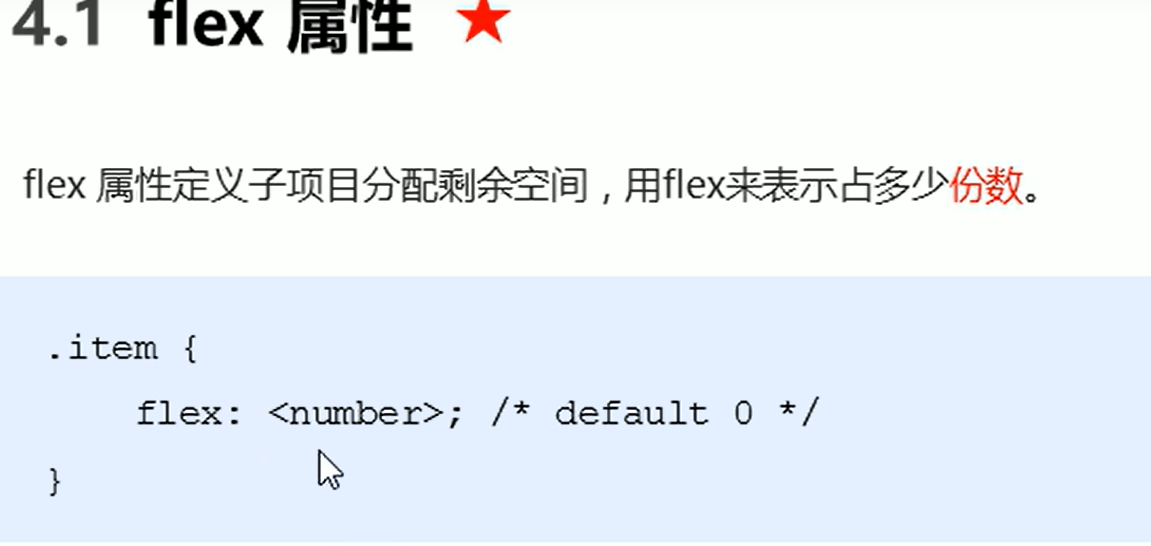 4.1 flex 属性 ★
flex 属性定义子项目分配剩余空间，用flex来表示占多少份数。
.item {
    flex: <number>; /* default 0 */
}